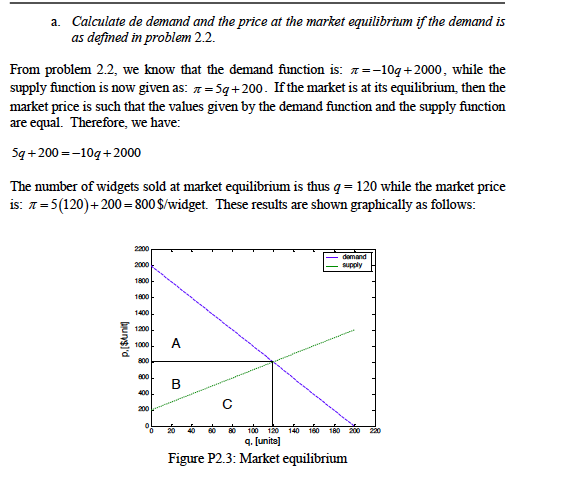 a. Calculate de demand and the price at the market equilibrium if the demand is
as defined in problem 2.2.
From problem 2.2, we know that the demand function is: π = −10q + 2000, while the
supply function is now given as: π = 5q + 200. If the market is at its equilibrium, then the
market price is such that the values given by the demand function and the supply function
are equal. Therefore, we have:
5q + 200 = −10q + 2000
The number of widgets sold at market equilibrium is thus q = 120 while the market price
is: π = 5(120) + 200 = 800 $/widget. These results are shown graphically as follows:
2200
2000
1800
1600
1400
1200
1000
800
600
400
200
0
p,[$/unit]
demand
supply
A
B
C
0 20 40 60 80 100 120 140 160 180 200 220
q, [units]
Figure P2.3: Market equilibrium